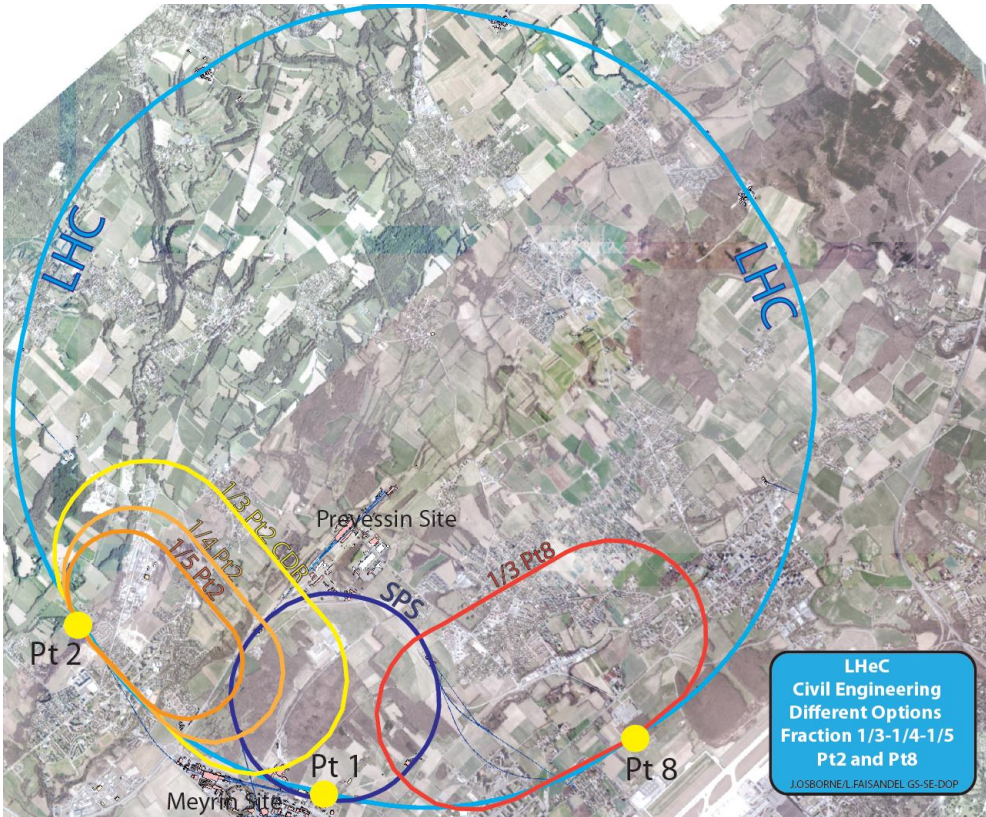 LHC
LHC
1/3 Pt2 CDR
1/4 Pt2
1/5 Pt2
Prevessin Site
SPS
1/3 Pt8
Pt 2
Pt 1
Pt 8
Meyrin Site
LHeC
Civil Engineering
Different Options
Fraction 1/3-1/4-1/5
Pt2 and Pt8
J.OSBORNE/L.FAISANDEL GS-SE-DOP